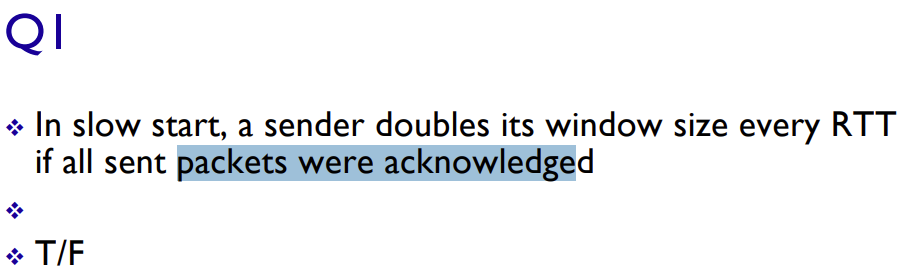 Q1
❖ In slow start, a sender doubles its window size every RTT
if all sent packets were acknowledged
❖
❖ T/F